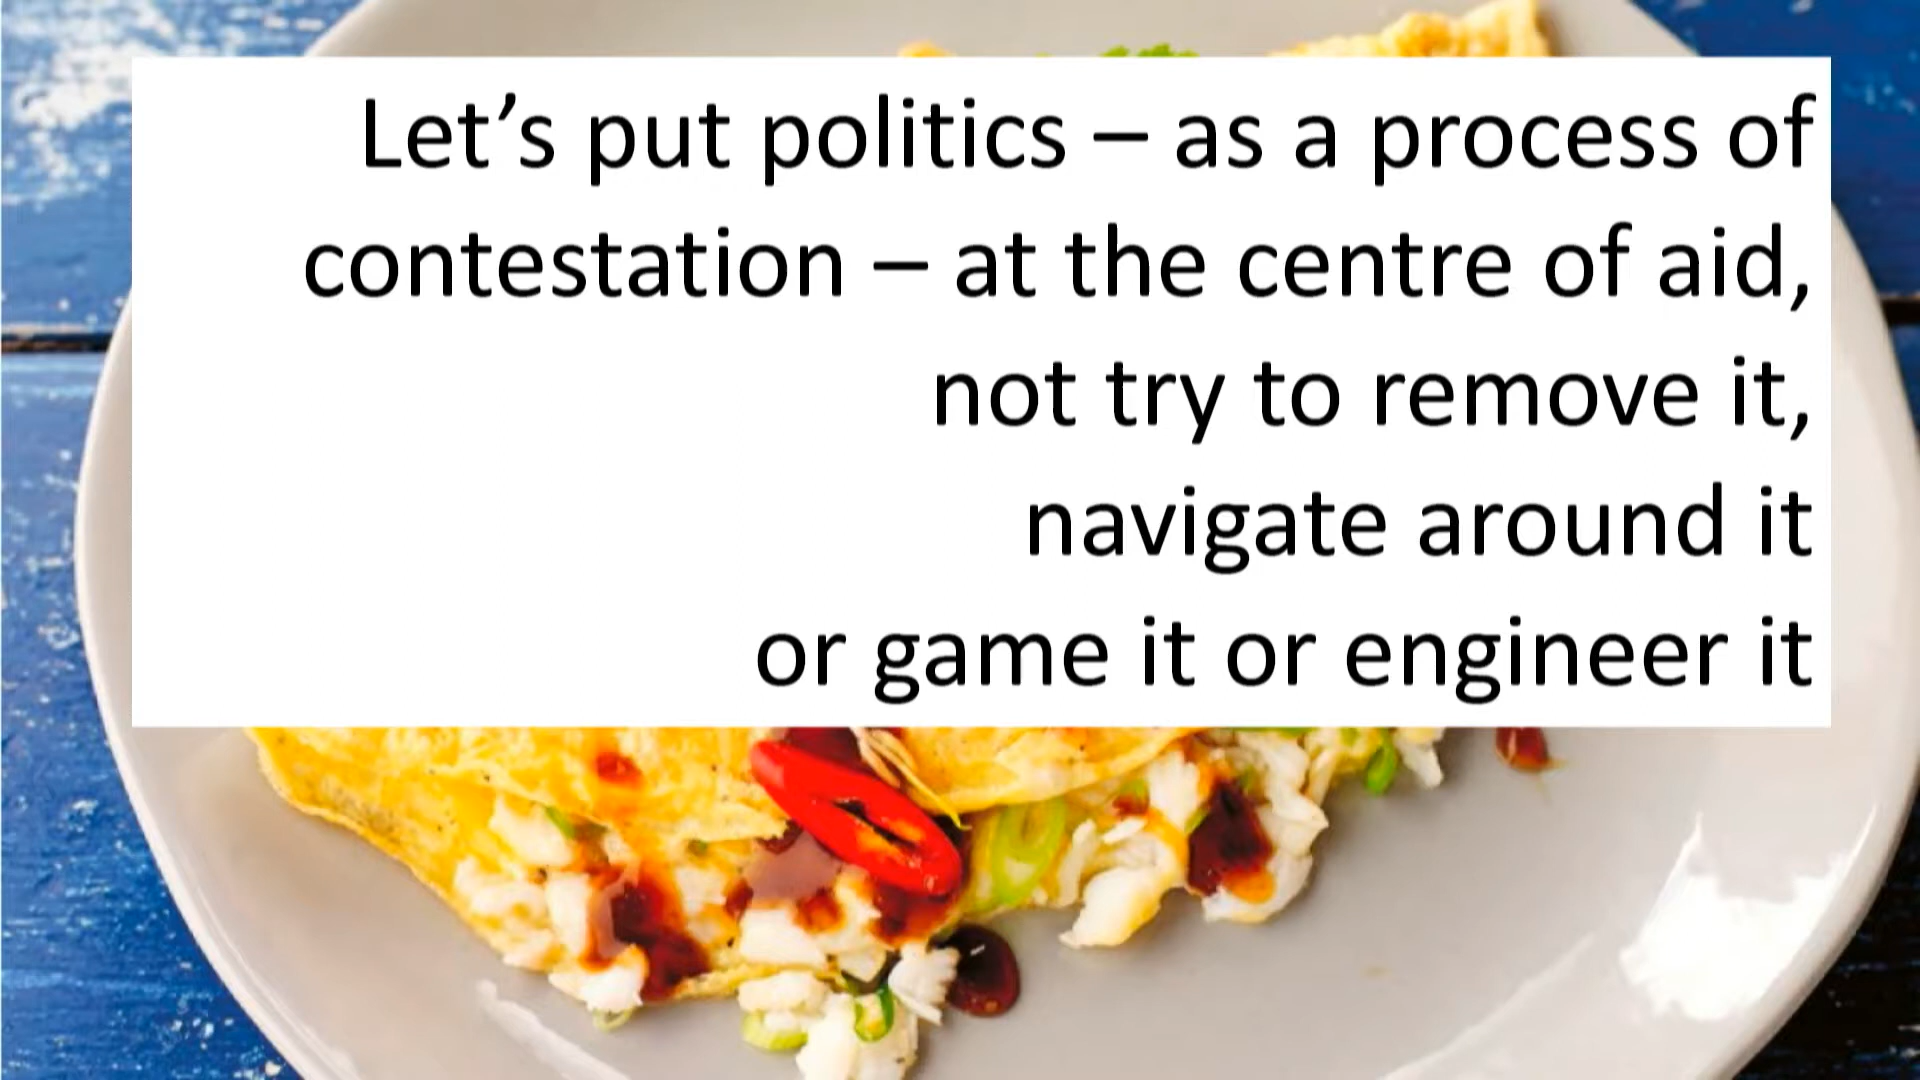 Let’s put politics – as a process of
contestation – at the centre of aid,
not try to remove it,
navigate around it
or game it or engineer it